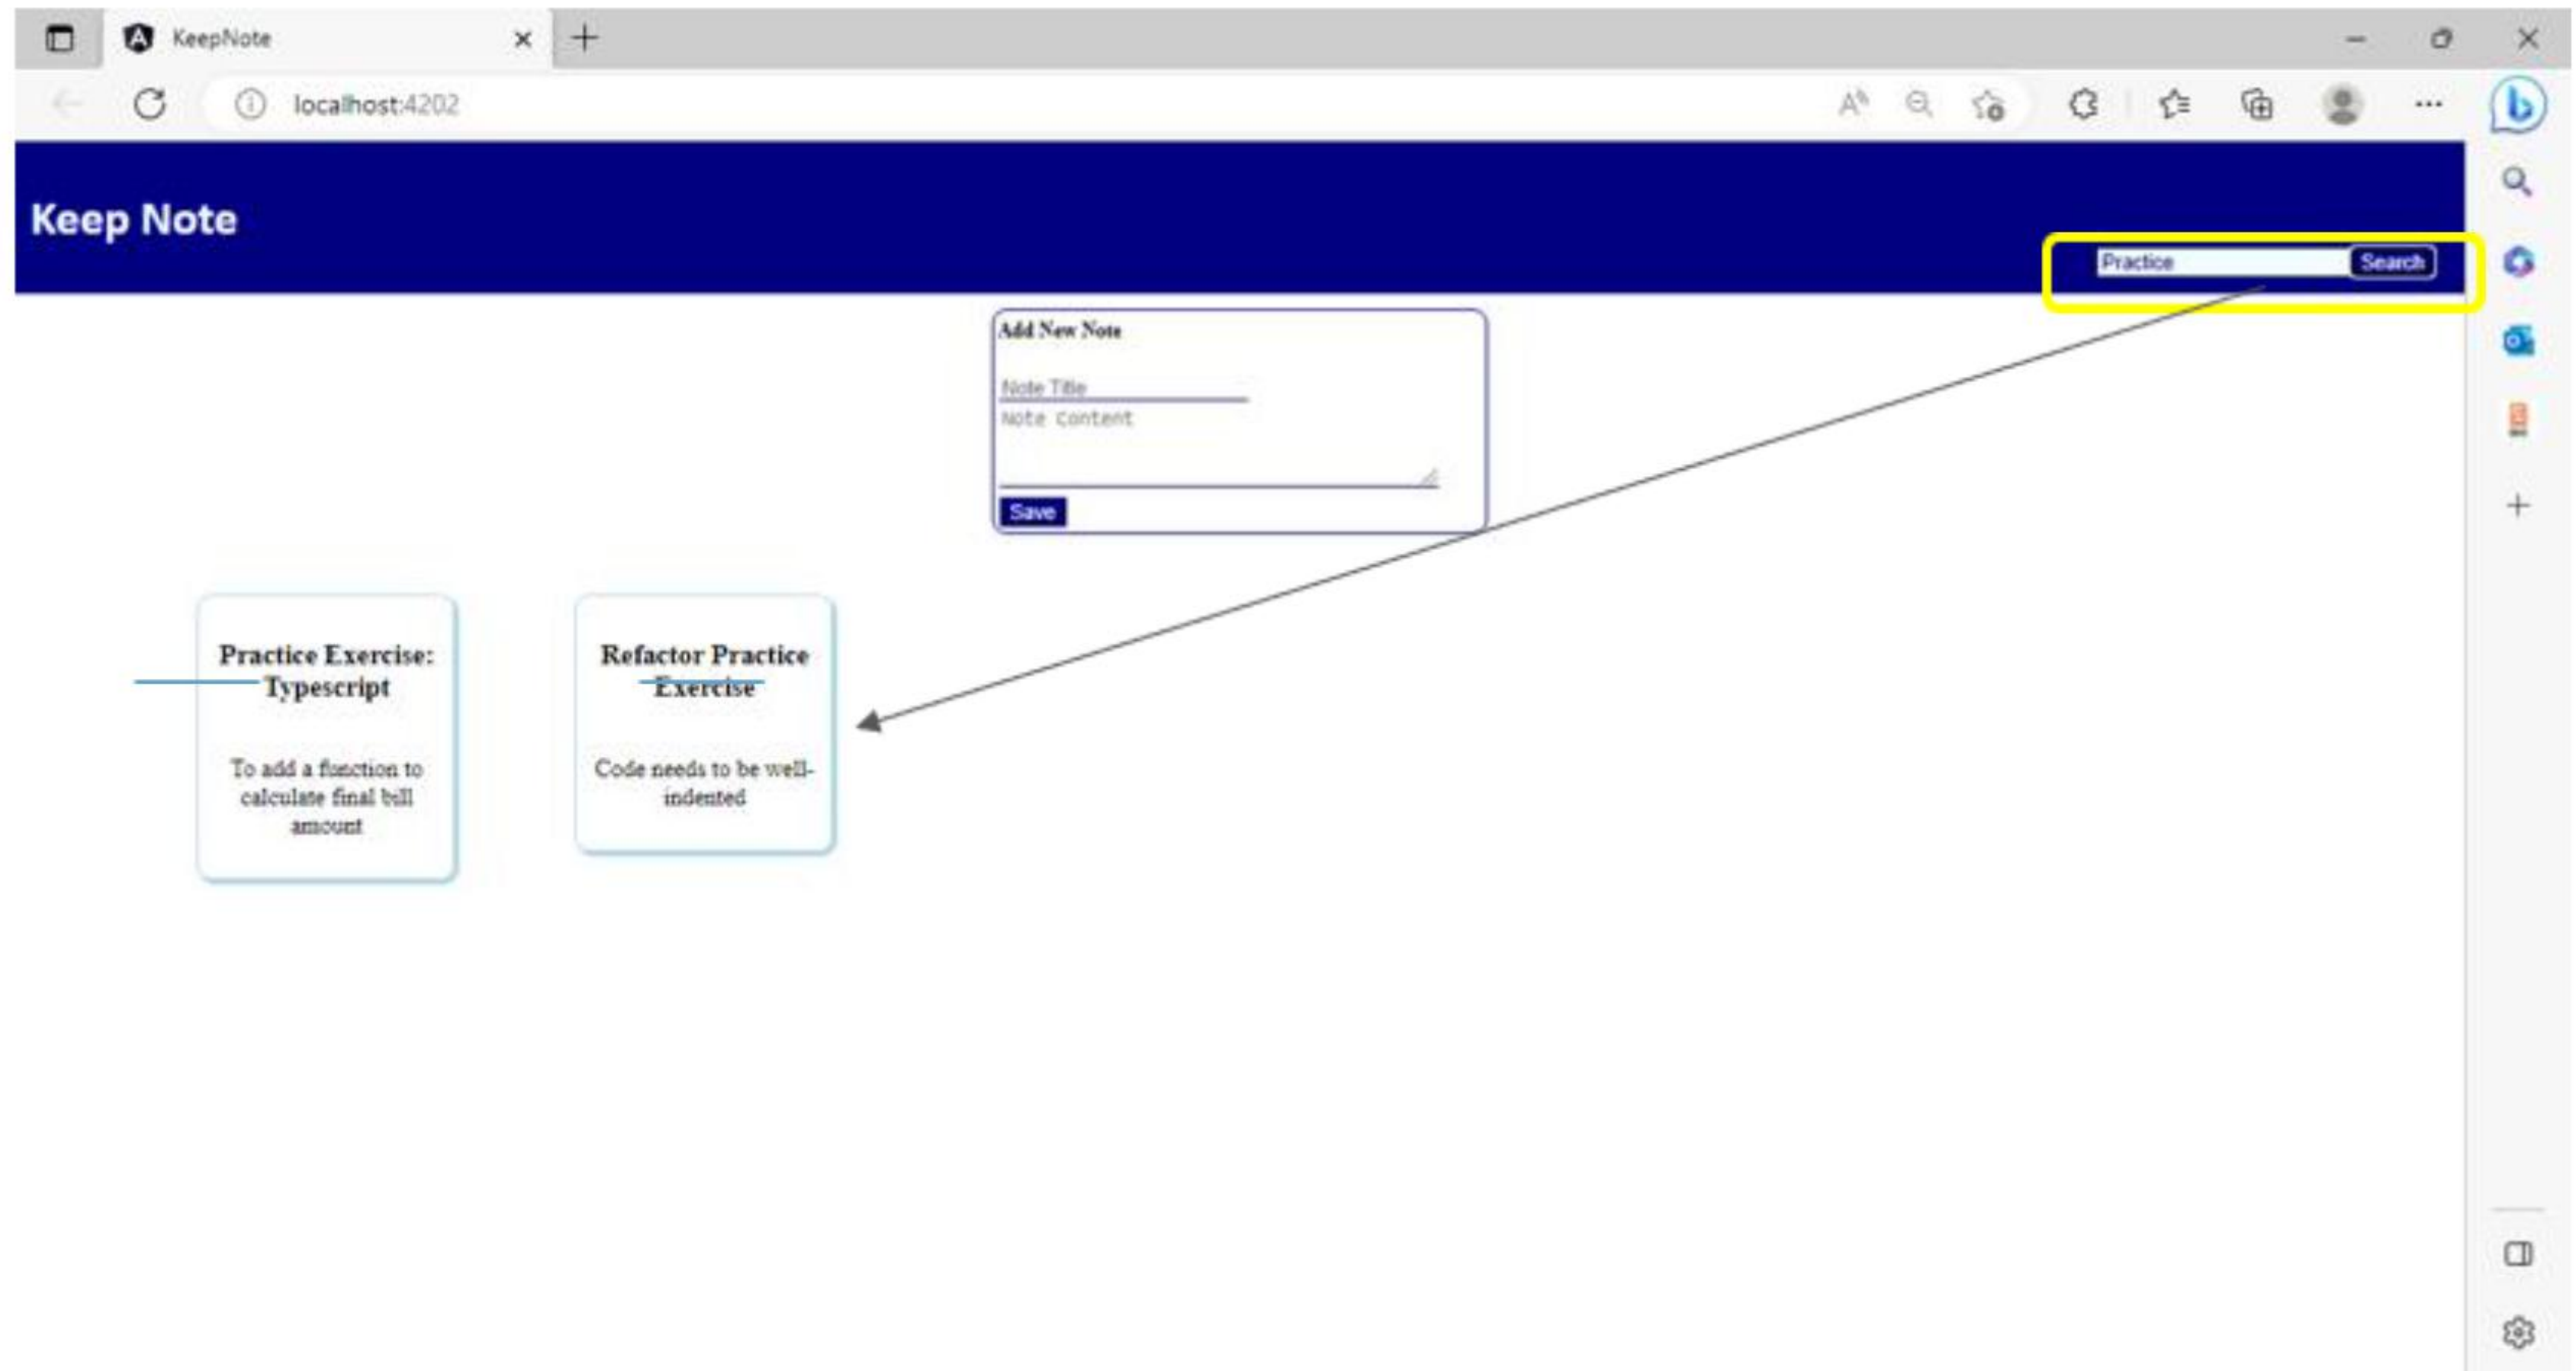 KeepNote
localhost:4202
Keep Note
Practice Search
Add New Note
Note Title
Note Content
Save
Practice Exercise:
Typescript
To add a function to
calculate final bill
amount
Refactor Practice
Exercise
Code needs to be well-
indented